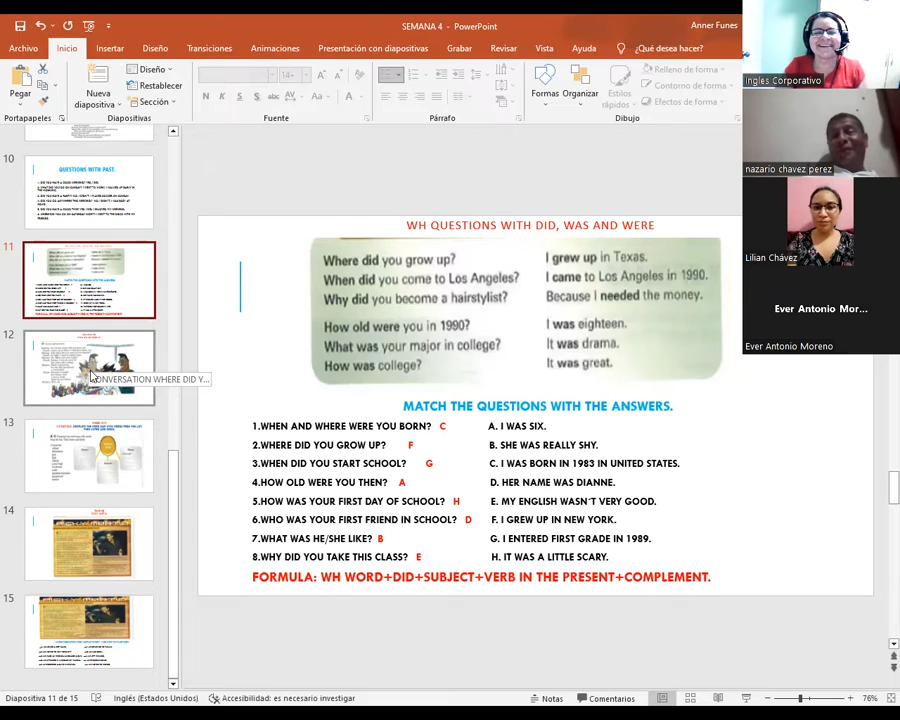 SEMANA 4 - PowerPoint
Anner Funes
Archivo Inicio Insertar Diseño Transiciones Animaciones Presentación con diapositivas Grabar Revisar Vista Ayuda ¿Qué desea hacer?
Pegar
Nueva diapositiva
Diseño
Restablecer
Sección
14
N K S S abc AV Aa A
Formas
Organizar
Estilos rápidos
Relleno de forma
Contorno de forma
Efectos de forma
Portapapeles Diapositivas Fuente Párrafo Dibujo
Ingles Corporativo
nazario chavez perez
Lilian Chávez
Ever Antonio Mor...
Ever Antonio Moreno
10
QUESTIONS WITH PAST.
11
12
ONVERSATION WHERE DID Y...
13
14
15
WH QUESTIONS WITH DID, WAS AND WERE
Where did you grow up? I grew up in Texas.
When did you come to Los Angeles? I came to Los Angeles in 1990.
Why did you become a hairstylist? Because I needed the money.
How old were you in 1990? I was eighteen.
What was your major in college? It was drama.
How was college? It was great.
MATCH THE QUESTIONS WITH THE ANSWERS.
1.WHEN AND WHERE WERE YOU BORN? C A. I WAS SIX.
2.WHERE DID YOU GROW UP? F B. SHE WAS REALLY SHY.
3.WHEN DID YOU START SCHOOL? G C. I WAS BORN IN 1983 IN UNITED STATES.
4.HOW OLD WERE YOU THEN? A D. HER NAME WAS DIANNE.
5.HOW WAS YOUR FIRST DAY OF SCHOOL? H E. MY ENGLISH WASN´T VERY GOOD.
6.WHO WAS YOUR FIRST FRIEND IN SCHOOL? D F. I GREW UP IN NEW YORK.
7.WHAT WAS HE/SHE LIKE? B G. I ENTERED FIRST GRADE IN 1989.
8.WHY DID YOU TAKE THIS CLASS? E H. IT WAS A LITTLE SCARY.
FORMULA: WH WORD+DID+SUBJECT+VERB IN THE PRESENT+COMPLEMENT.
Diapositiva 11 de 15 Inglés (Estados Unidos) Accesibilidad: es necesario investigar Notas Comentarios 76%